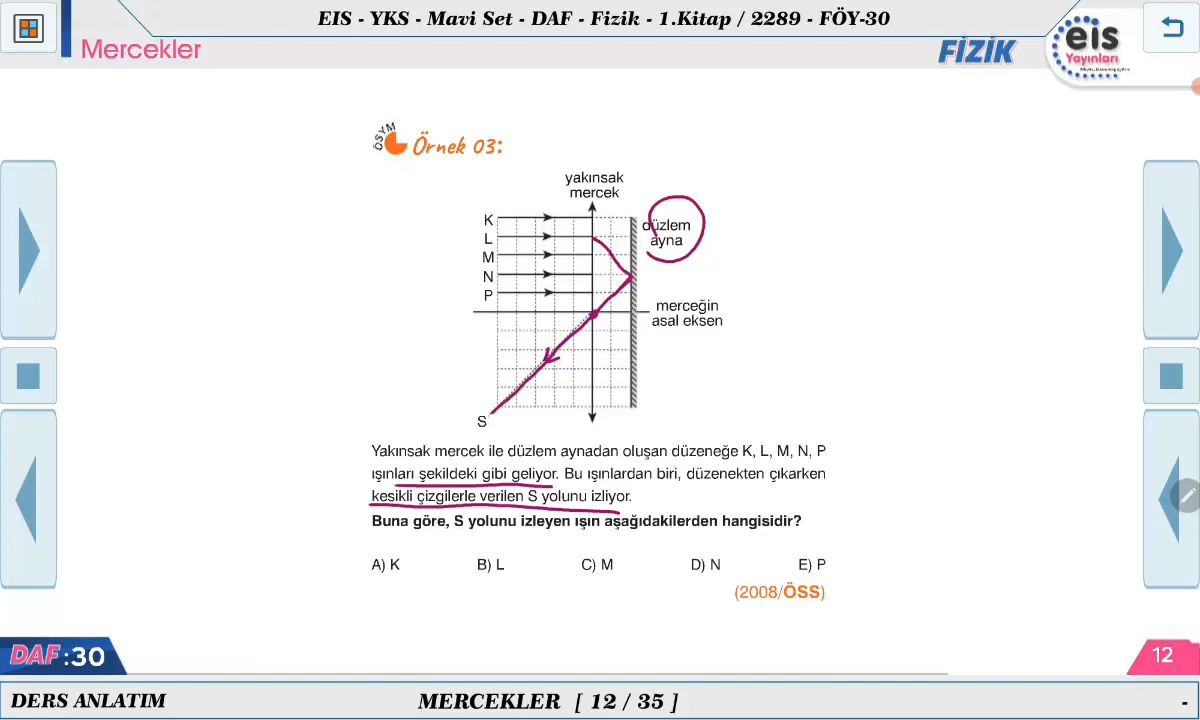 EIS - YKS - Mavi Set - DAF - Fizik - 1.Kitap / 2289 - FÖY-30
Mercekler
FİZİK
eis
Yayınları
ÖSYM
Örnek 03:
yakınsak
mercek
K
L
M
N
P
düzlem
ayna
merceğin
asal eksen
S
Yakınsak mercek ile düzlem aynadan oluşan düzeneğe K, L, M, N, P
ışınları şekildeki gibi geliyor. Bu ışınlardan biri, düzenekten çıkarken
kesikli çizgilerle verilen S yolunu izliyor.
Buna göre, S yolunu izleyen ışın aşağıdakilerden hangisidir?
A) K B) L C) M D) N E) P
(2008/ÖSS)
DAF :30
12
DERS ANLATIM MERCEKLER [ 12 / 35 ] -